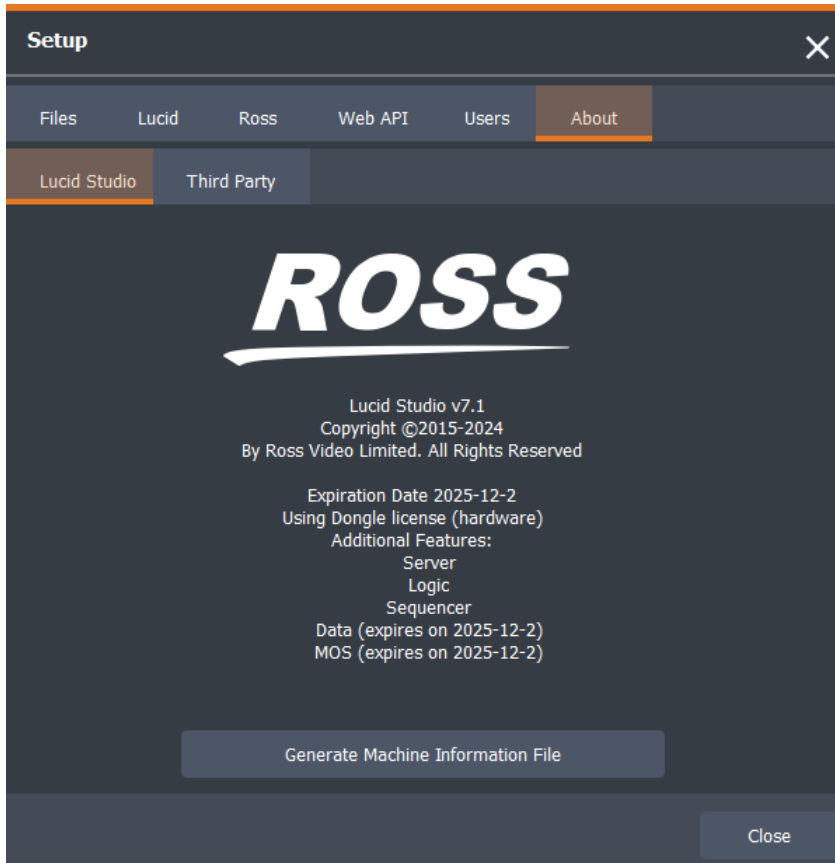 Setup
Files Lucid Ross Web API Users About
Lucid Studio Third Party
ROSS
Lucid Studio v7.1
Copyright ©2015-2024
By Ross Video Limited. All Rights Reserved
Expiration Date 2025-12-2
Using Dongle license (hardware)
Additional Features:
Server
Logic
Sequencer
Data (expires on 2025-12-2)
MOS (expires on 2025-12-2)
Generate Machine Information File
Close